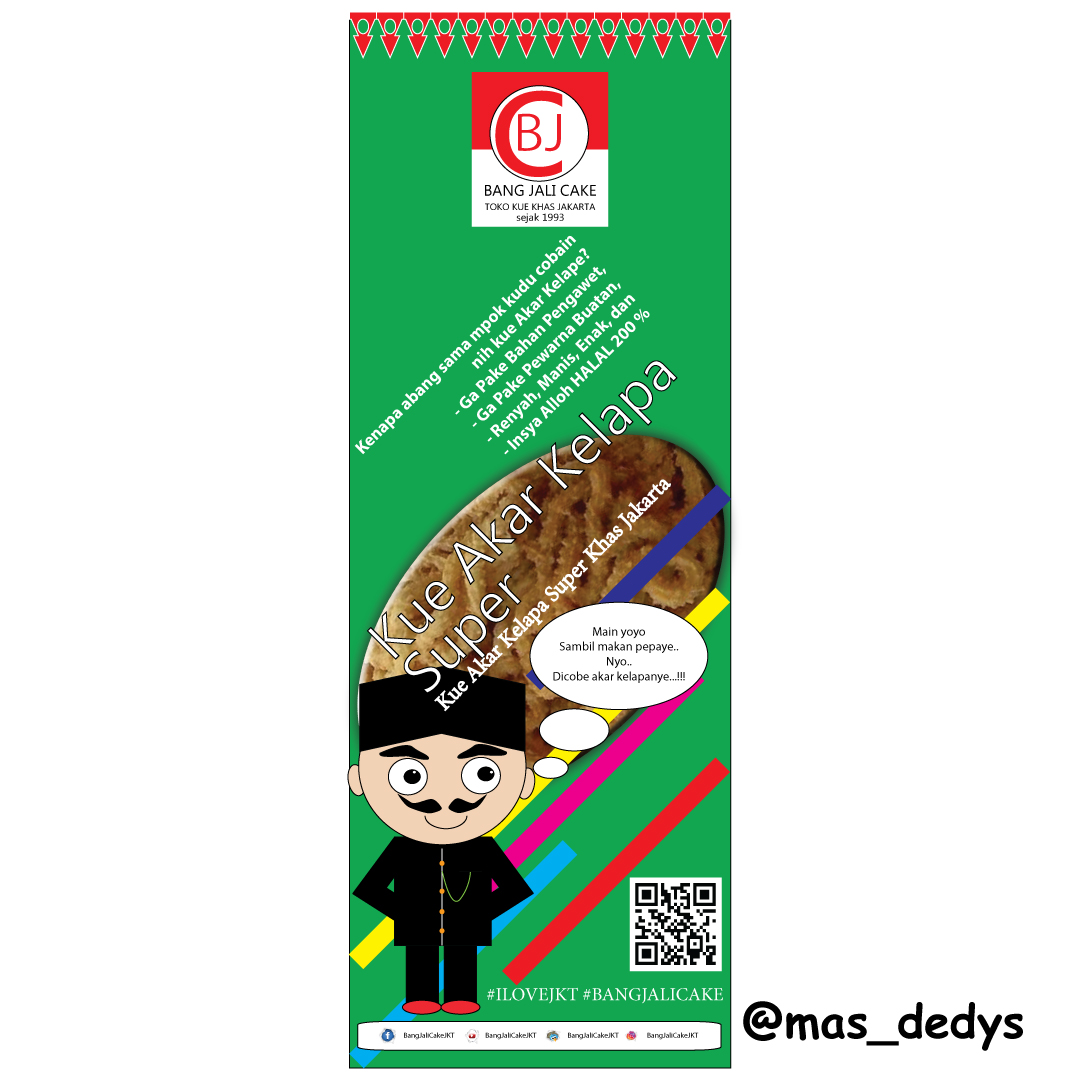 CBJ
BANG JALI CAKE
TOKO KUE KHAS JAKARTA
sejak 1993
Kenapa abang sama mpok kudu cobain
nih kue Akar Kelape?
- Ga Pake Bahan Pengawet,
- Ga Pake Pewarna Buatan,
- Renyah, Manis, Enak, dan
- Insya Alloh HALAL 200 %
Kue Akar Kelapa
Super
Kue Akar Kelapa Super Khas Jakarta
Main yoyo
Sambil makan pepaye..
Nyo..
Dicobe akar kelapanye...!!!
#ILOVEJKT #BANGJALICAKE
BangJaliCakeJKT BangJaliCakeJKT BangJaliCakeJKT BangJaliCakeJKT
@mas_dedys